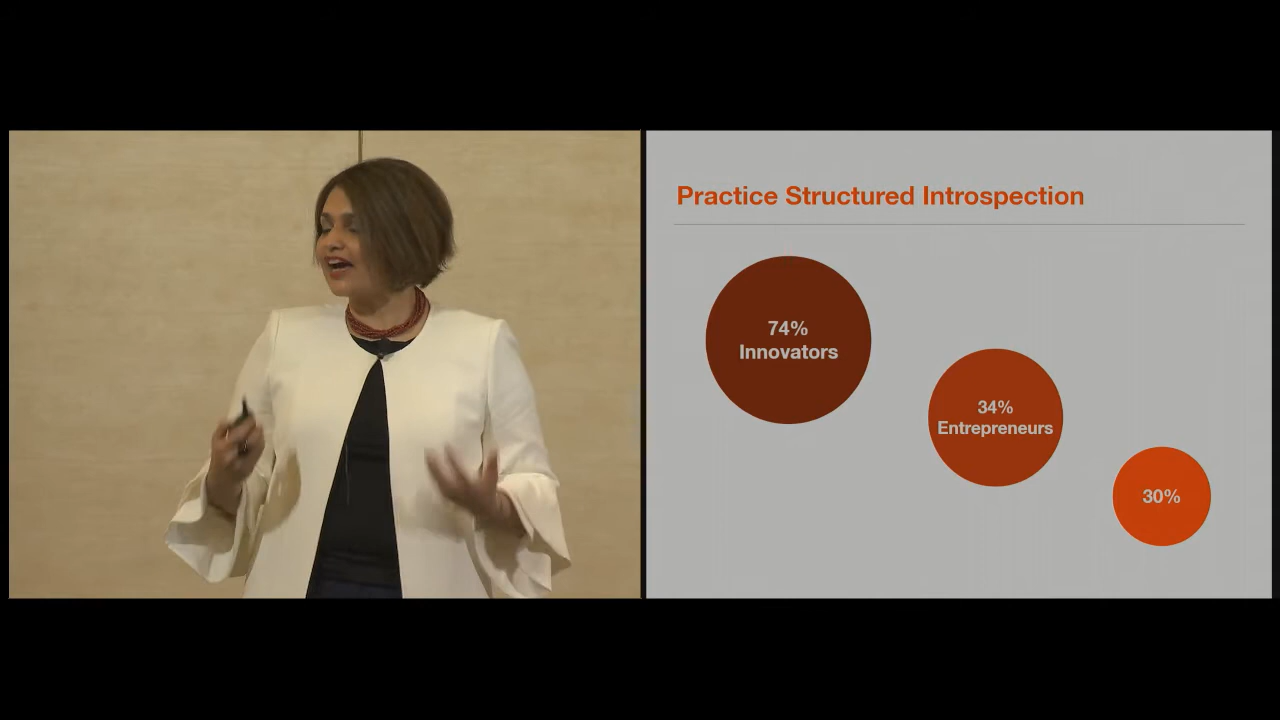 Practice Structured Introspection
74%
Innovators
34%
Entrepreneurs
30%